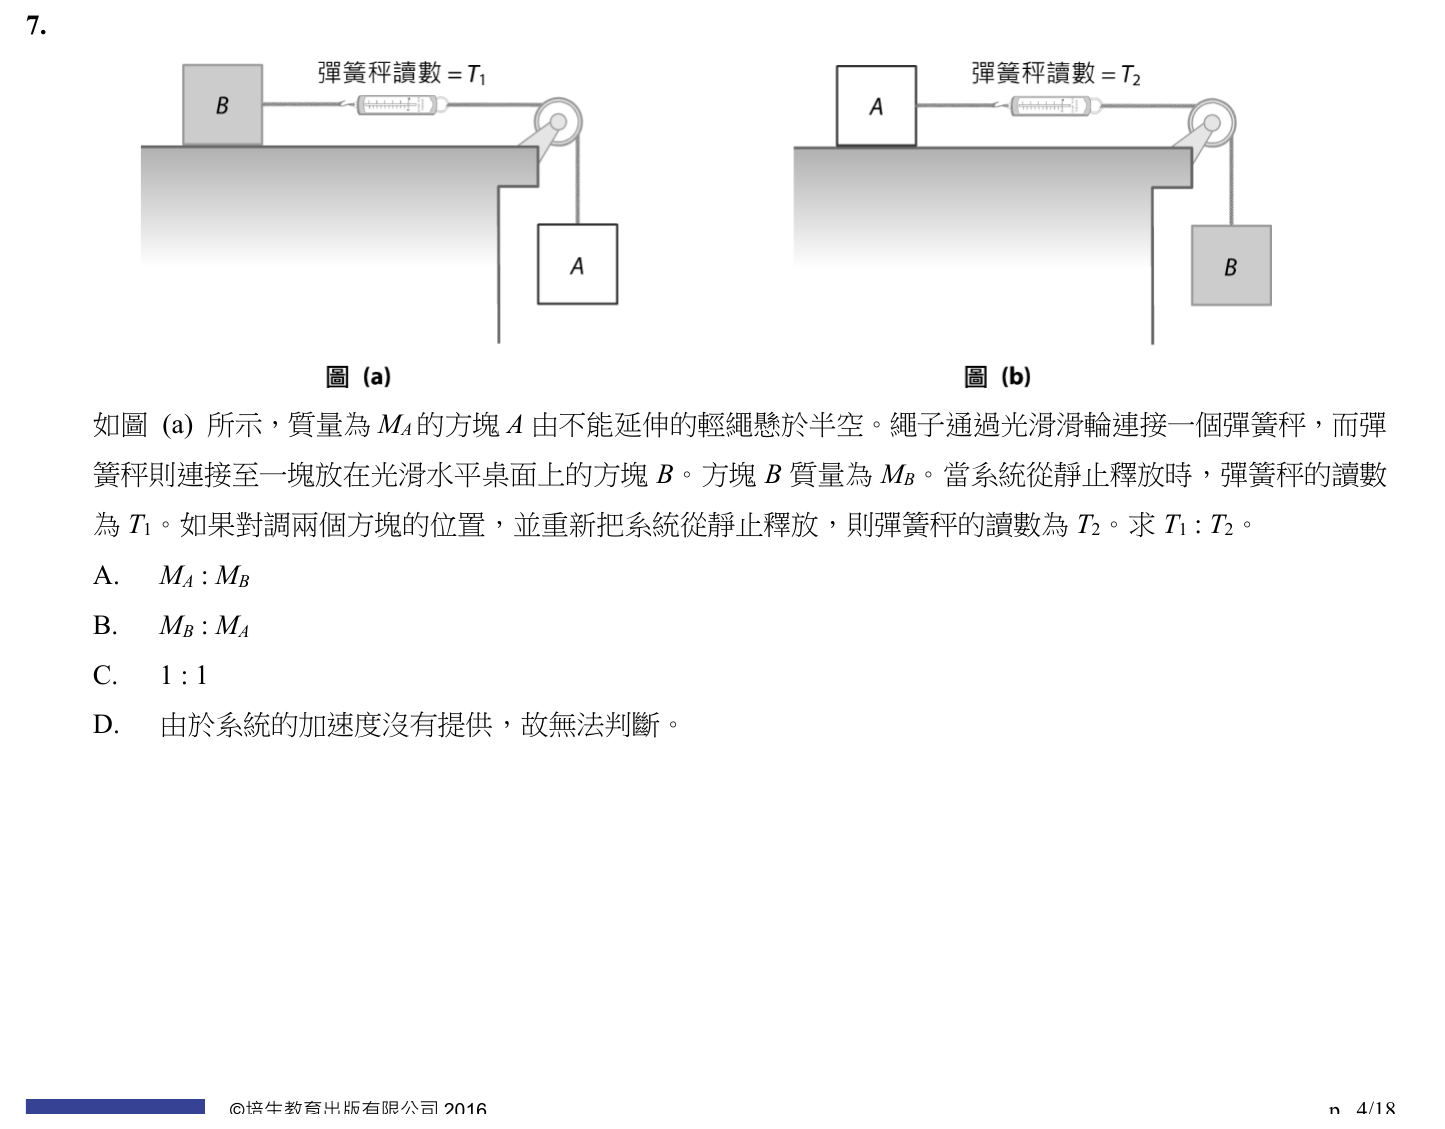 7.
彈簧秤讀數 = T1
彈簧秤讀數 = T2
B
A
A
B
圖 (a)
圖 (b)
如圖 (a) 所示，質量為 MA 的方塊 A 由不能延伸的輕繩懸於半空。繩子通過光滑滑輪連接一個彈簧秤，而彈
簧秤則連接至一塊放在光滑水平桌面上的方塊 B。方塊 B 質量為 MB。當系統從靜止釋放時，彈簧秤的讀數
為 T1。如果對調兩個方塊的位置，並重新把系統從靜止釋放，則彈簧秤的讀數為 T2。求 T1 : T2。
A. MA : MB
B. MB : MA
C. 1 : 1
D. 由於系統的加速度沒有提供，故無法判斷。
©培生教育出版有限公司 2016
p. 4/18